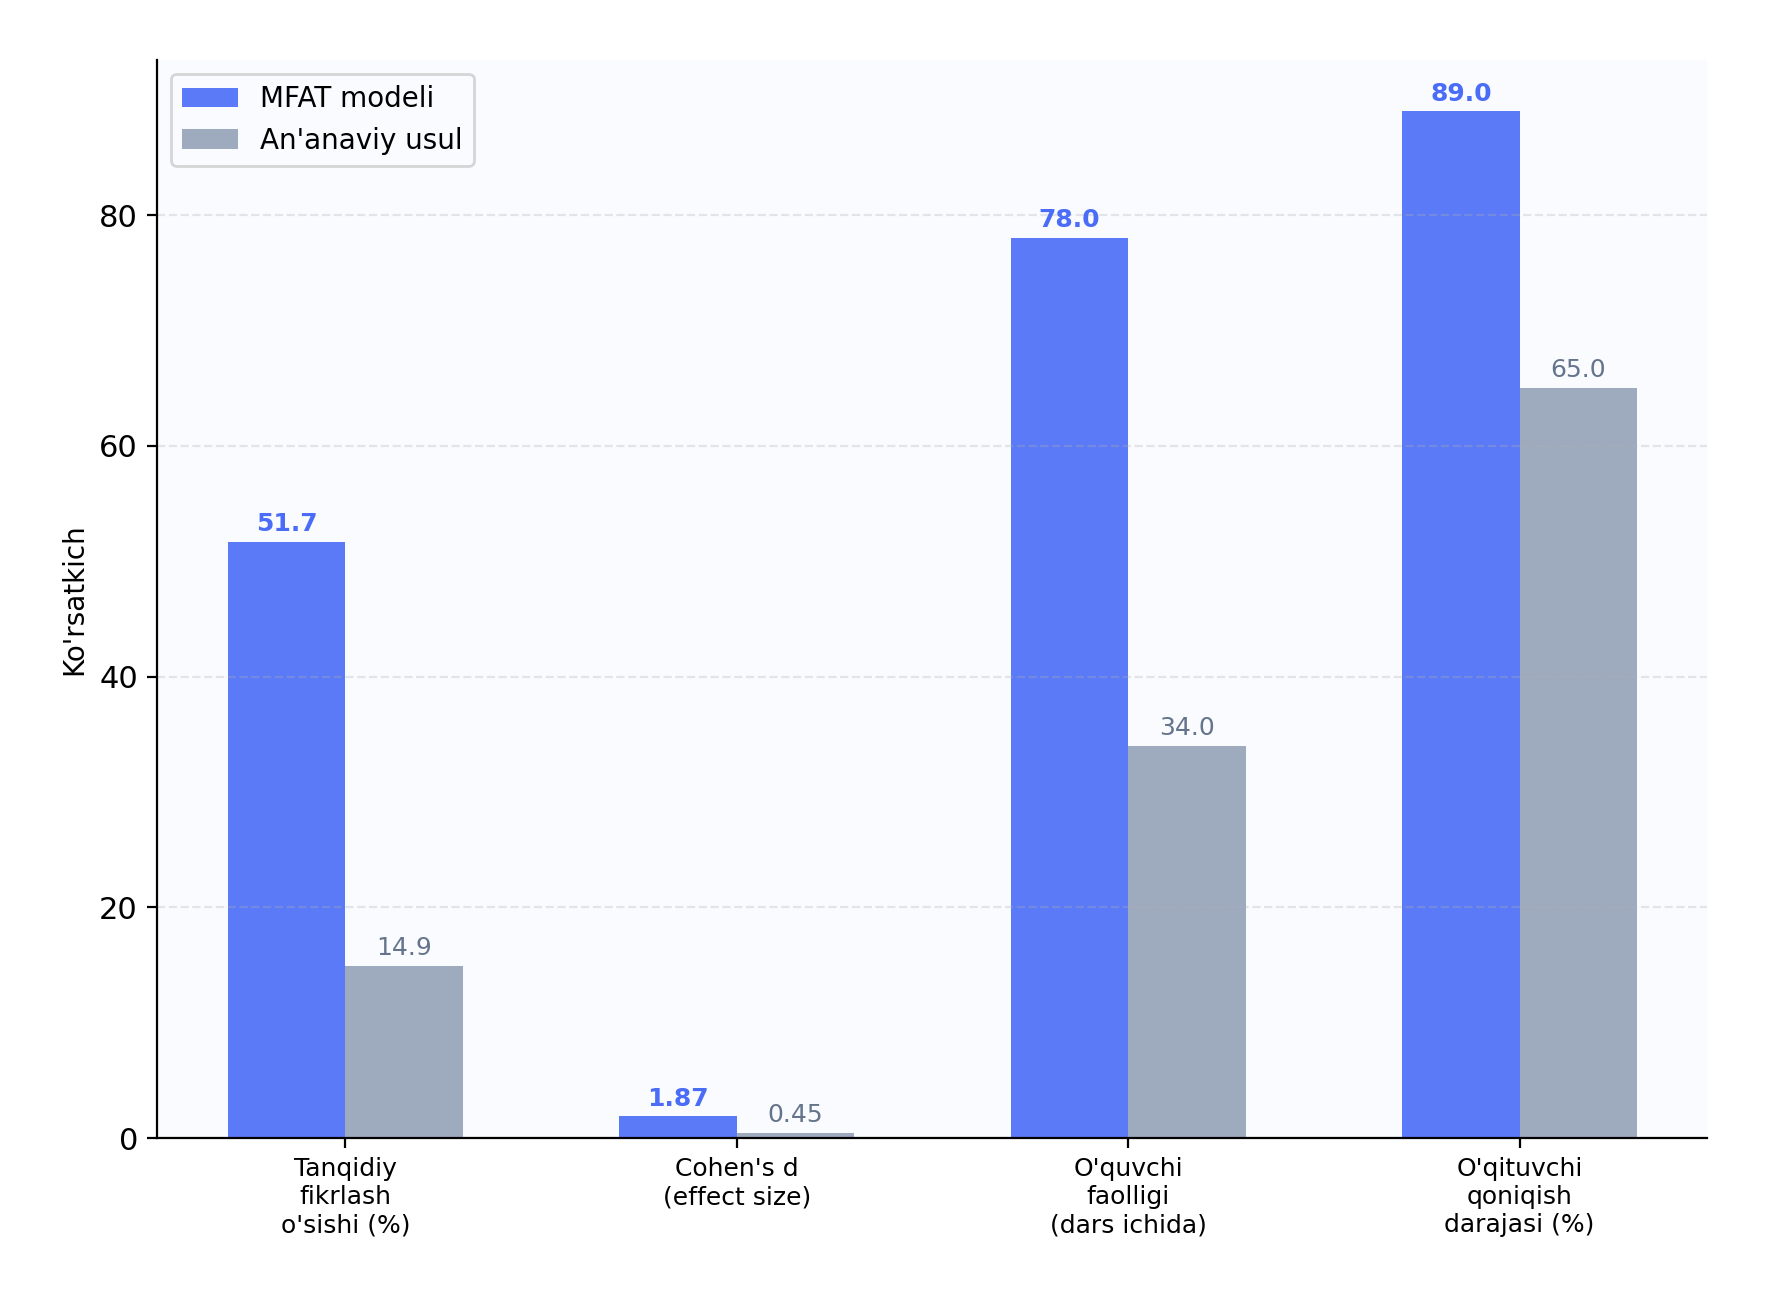 MFAT modeli
An'anaviy usul
Ko'rsatkich
80
60
40
20
0
51.7
14.9
1.87
0.45
78.0
34.0
89.0
65.0
Tanqidiy
fikrlash
o'sishi (%)
Cohen's d
(effect size)
O'quvchi
faolligi
(dars ichida)
O'qituvchi
qoniqish
darajasi (%)